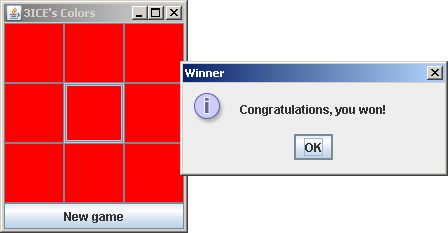 3ICE's Colors
Winner
Congratulations, you won!
OK
New game